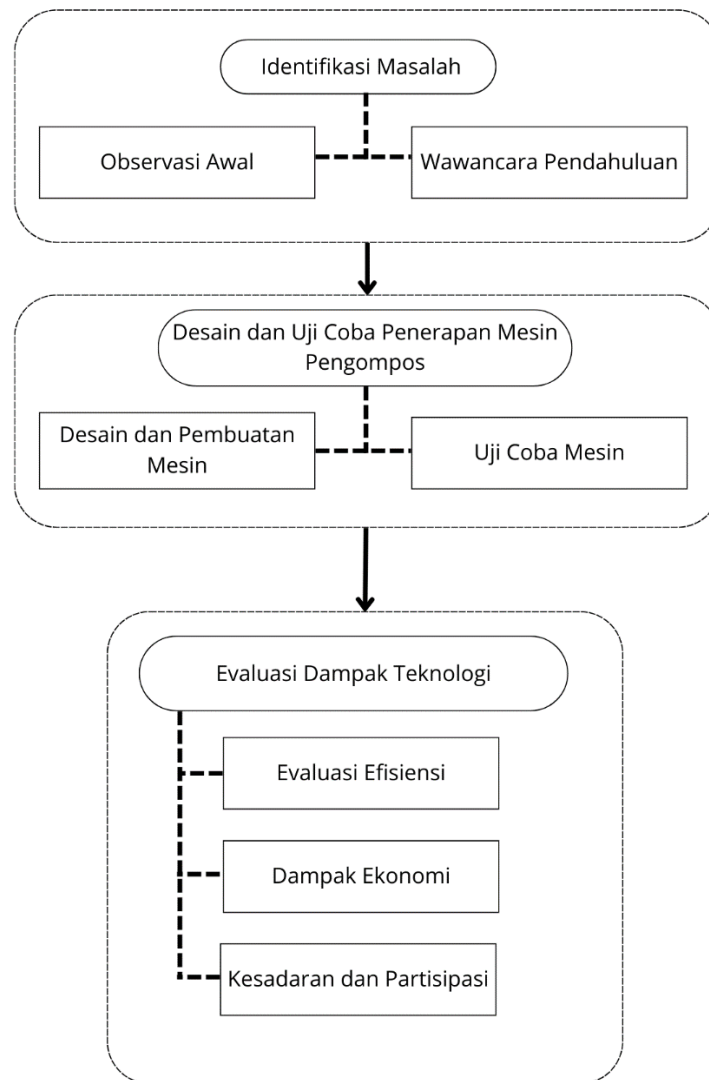 Identifikasi Masalah
Observasi Awal
Wawancara Pendahuluan
Desain dan Uji Coba Penerapan Mesin
Pengompos
Desain dan Pembuatan
Mesin
Uji Coba Mesin
Evaluasi Dampak Teknologi
Evaluasi Efisiensi
Dampak Ekonomi
Kesadaran dan Partisipasi